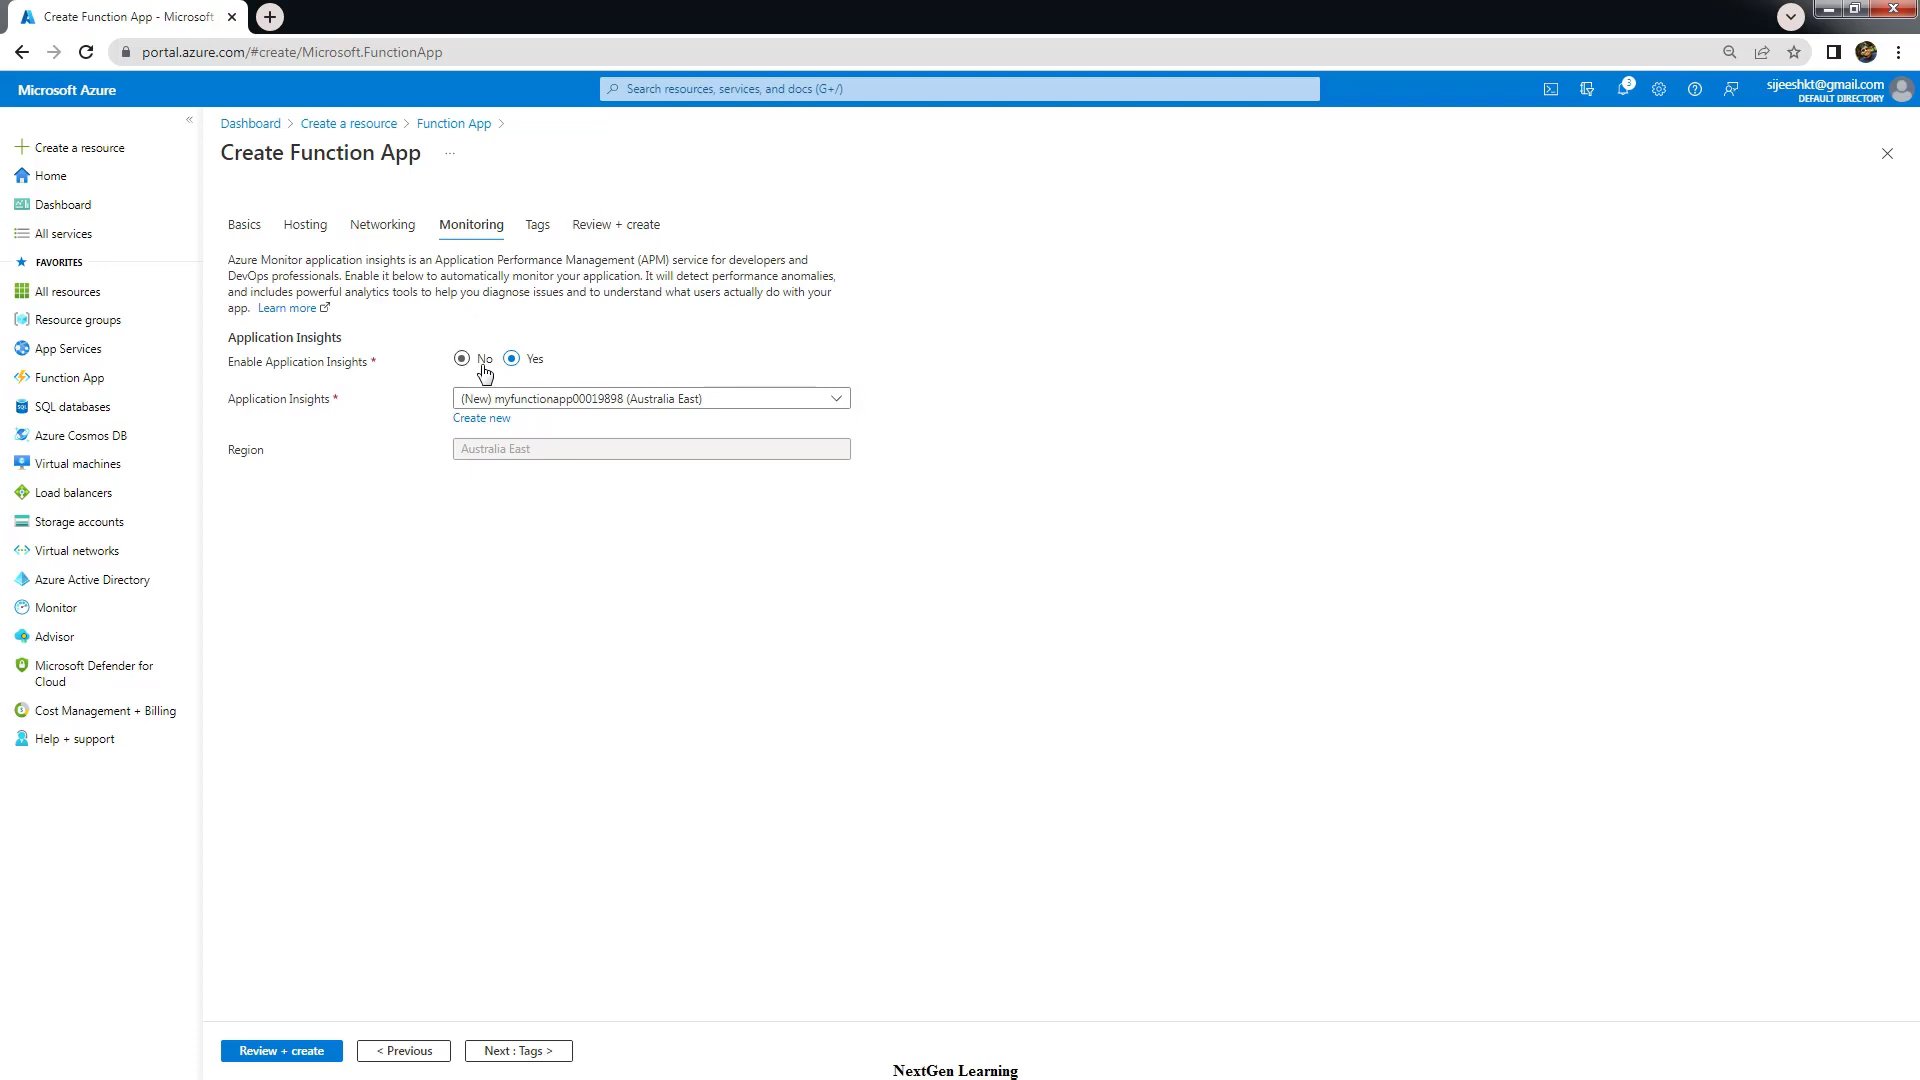 Create Function App - Microsoft
portal.azure.com/#create/Microsoft.FunctionApp
Microsoft Azure
Search resources, services, and docs (G+/)
3
sijeeshkt@gmail.com
DEFAULT DIRECTORY
Create a resource
Home
Dashboard
All services
FAVORITES
All resources
Resource groups
App Services
Function App
SQL databases
Azure Cosmos DB
Virtual machines
Load balancers
Storage accounts
Virtual networks
Azure Active Directory
Monitor
Advisor
Microsoft Defender for
Cloud
Cost Management + Billing
Help + support
Dashboard > Create a resource > Function App >
Create Function App ...
Basics Hosting Networking Monitoring Tags Review + create
Azure Monitor application insights is an Application Performance Management (APM) service for developers and
DevOps professionals. Enable it below to automatically monitor your application. It will detect performance anomalies,
and includes powerful analytics tools to help you diagnose issues and to understand what users actually do with your
app. Learn more
Application Insights
Enable Application Insights *
No Yes
Application Insights *
(New) myfunctionapp00019898 (Australia East)
Create new
Region
Australia East
Review + create
< Previous
Next : Tags >
NextGen Learning